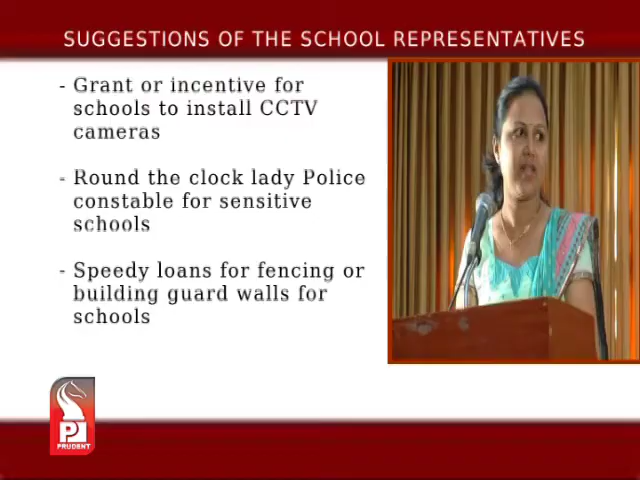 SUGGESTIONS OF THE SCHOOL REPRESENTATIVES
- Grant or incentive for
schools to install CCTV
cameras
- Round the clock lady Police
constable for sensitive
schools
- Speedy loans for fencing or
building guard walls for
schools
P
PRUDENT